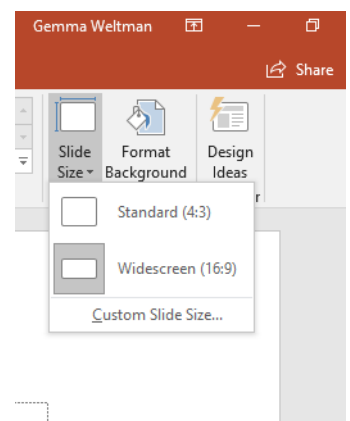 Gemma Weltman
Share
Slide Size
Format Background
Design Ideas
r
Standard (4:3)
Widescreen (16:9)
Custom Slide Size...